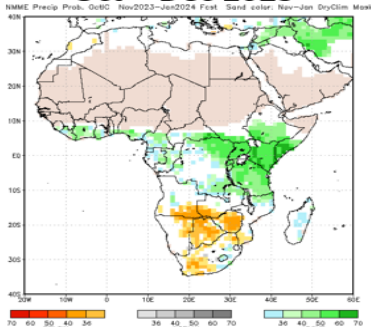 NMME Precip Prob. OctIC Nov2023-Jan2024 Fcst Sand color: Nov-Jan DryClim Mask
40N
30N
20N
10N
EQ
10S
20S
30S
40S
20W 10W 0 10E 20E 30E 40E 50E 60E
70 60 50 40 36 36 40 50 60 70 36 40 50 60 70